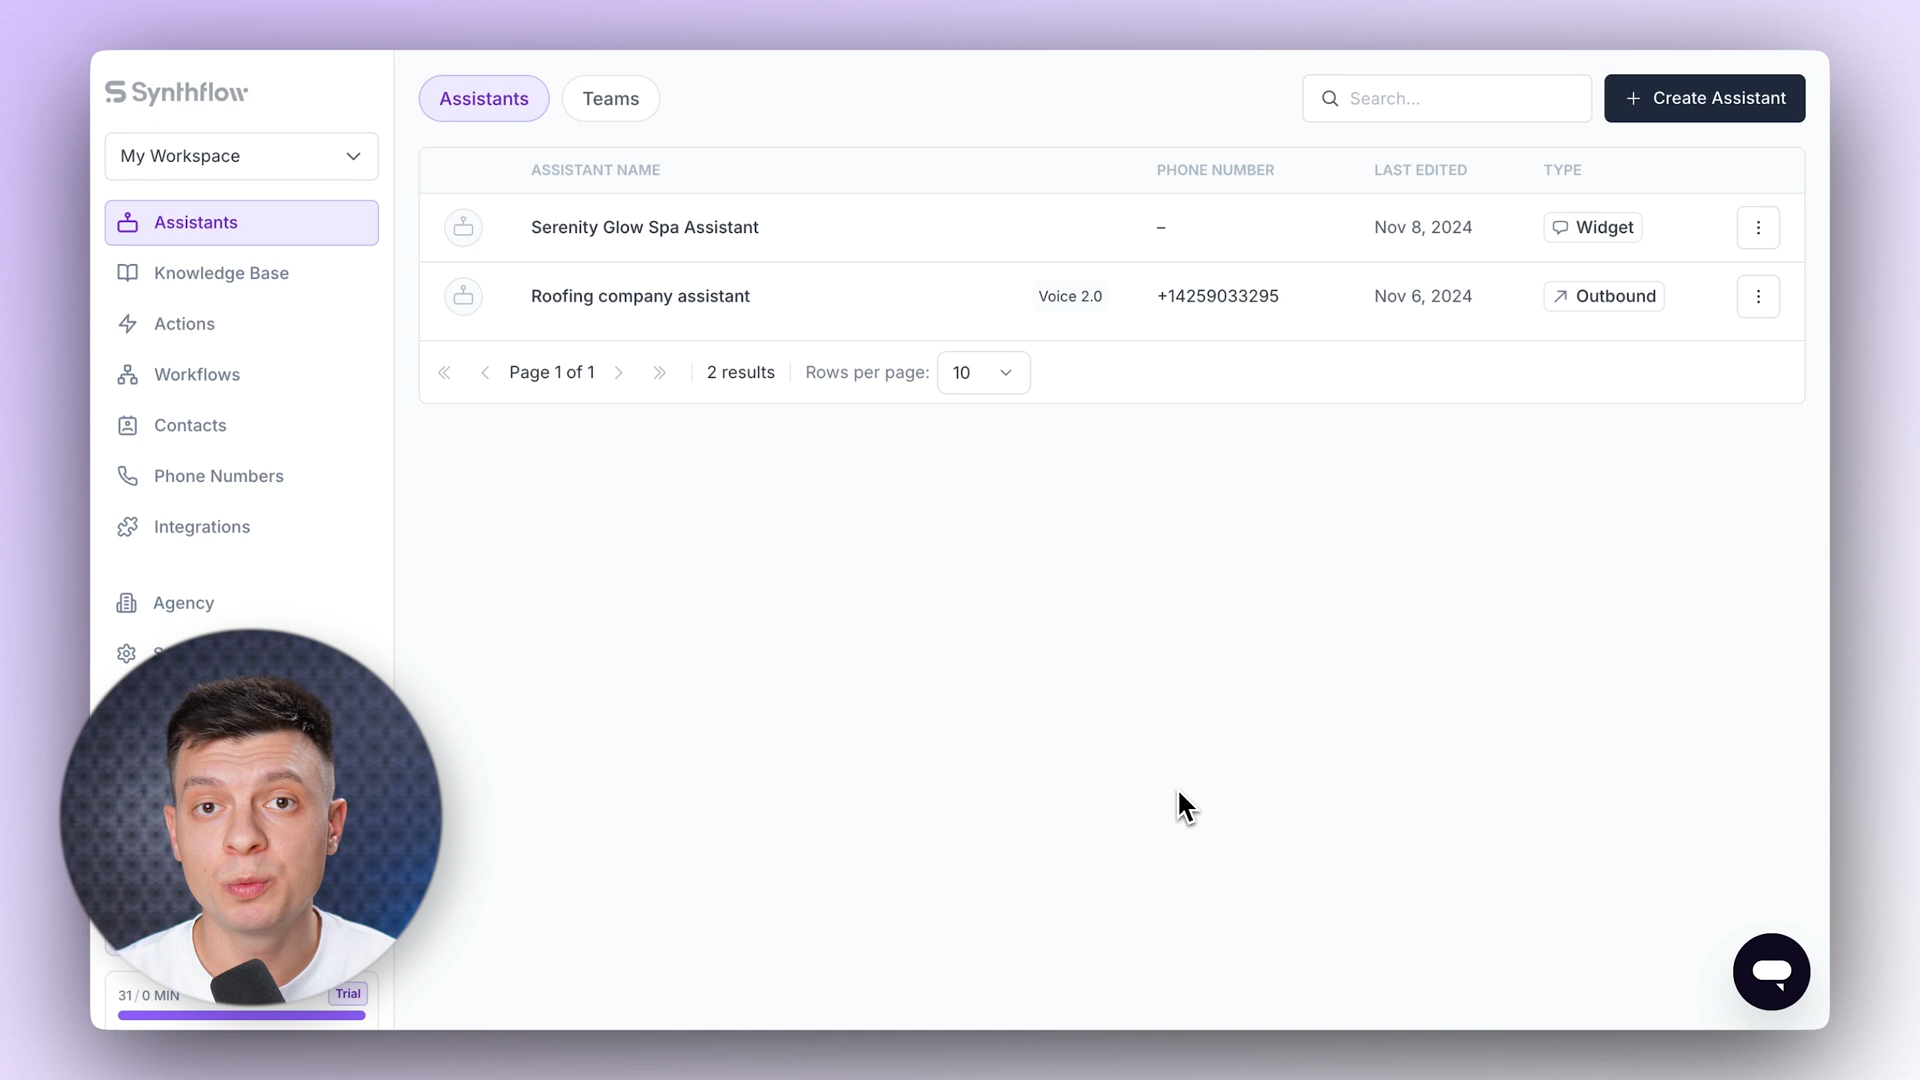 Synthflow
My Workspace
Assistants
Knowledge Base
Actions
Workflows
Contacts
Phone Numbers
Integrations
Agency
31/0 MIN
Trial
Assistants
Teams
Search...
Create Assistant
ASSISTANT NAME PHONE NUMBER LAST EDITED TYPE
Serenity Glow Spa Assistant – Nov 8, 2024 Widget
Roofing company assistant Voice 2.0 +14259033295 Nov 6, 2024 Outbound
Page 1 of 1 2 results Rows per page: 10